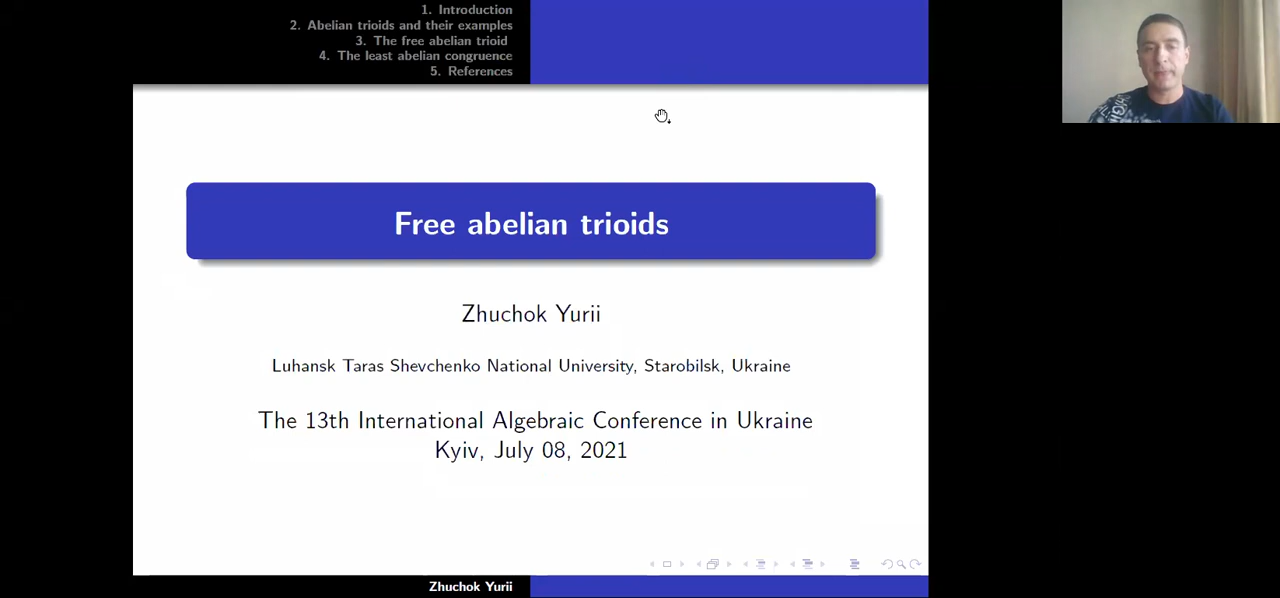 1. Introduction
2. Abelian trioids and their examples
3. The free abelian trioid
4. The least abelian congruence
5. References
Free abelian trioids
Zhuchok Yurii
Luhansk Taras Shevchenko National University, Starobilsk, Ukraine
The 13th International Algebraic Conference in Ukraine
Kyiv, July 08, 2021
Zhuchok Yurii